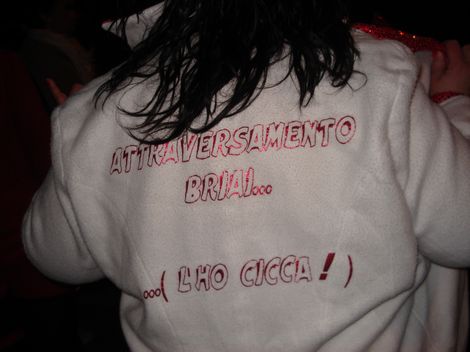 ATTRAVERSAMENTO
BRIAI...
...( L'HO CICCA! )